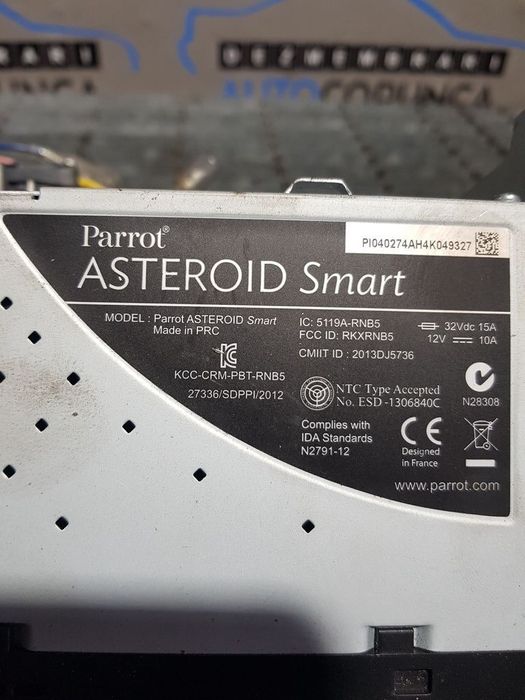 DEZMEMBRARI
AUTOCORUNCA
Parrot®
PI040274AH4K049327
ASTEROID Smart
MODEL : Parrot ASTEROID Smart
Made in PRC
IC: 5119A-RNB5
FCC ID: RKXRNB5
CMIIT ID : 2013DJ5736
32Vdc 15A
12V 10A
KCC-CRM-PBT-RNB5
27336/SDPPI/2012
NTC Type Accepted
No. ESD -1306840C
N28308
Complies with
IDA Standards
N2791-12
CE
Designed
in France
www.parrot.com